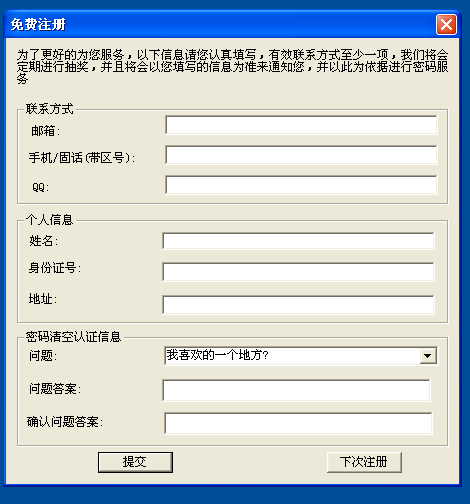 免费注册
为了更好的为您服务，以下信息请您认真填写，有效联系方式至少一项，我们将会
定期进行抽奖，并且将会以您填写的信息为准来通知您，并以此为依据进行密码服
务
联系方式
邮箱:
手机/固话(带区号):
QQ:
个人信息
姓名:
身份证号:
地址:
密码清空认证信息
问题:
我喜欢的一个地方?
问题答案:
确认问题答案:
提交
下次注册